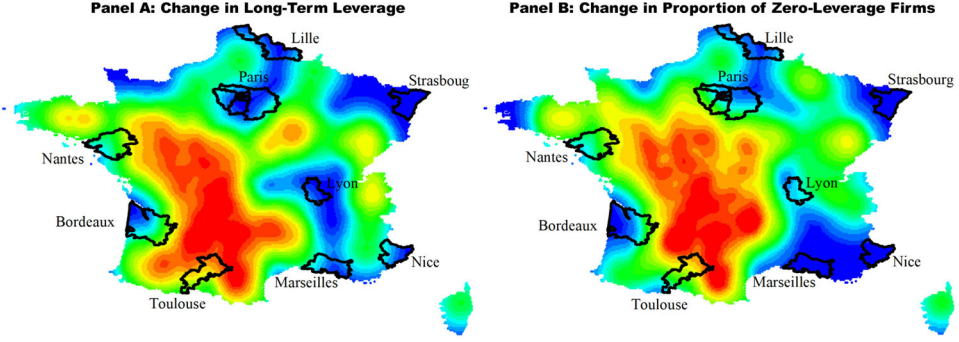 Panel A: Change in Long-Term Leverage
Lille
Paris
Strasboug
Nantes
Lyon
Bordeaux
Nice
Marseilles
Toulouse
Panel B: Change in Proportion of Zero-Leverage Firms
Lille
Paris
Strasbourg
Nantes
Lyon
Bordeaux
Nice
Marseilles
Toulouse